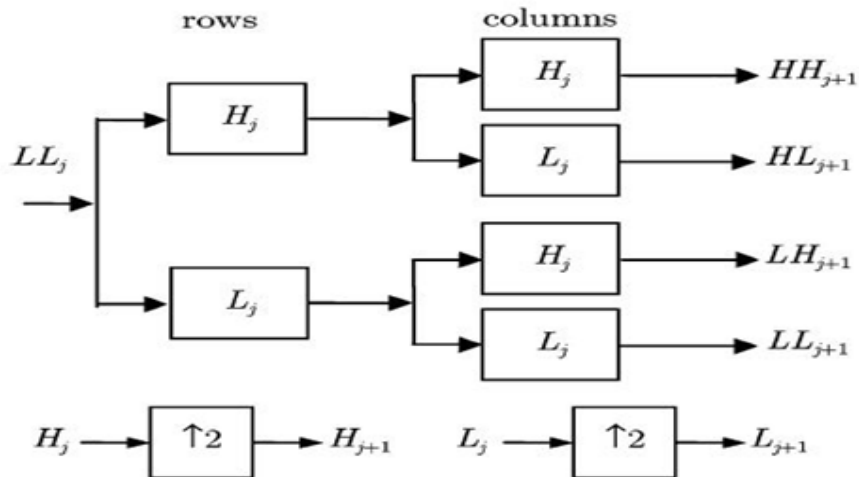 rows columns
H_j HH_{j+1}
H_j
LL_j L_j HL_{j+1}
H_j LH_{j+1}
L_j
L_j LL_{j+1}
H_j ↑2 H_{j+1} L_j ↑2 L_{j+1}